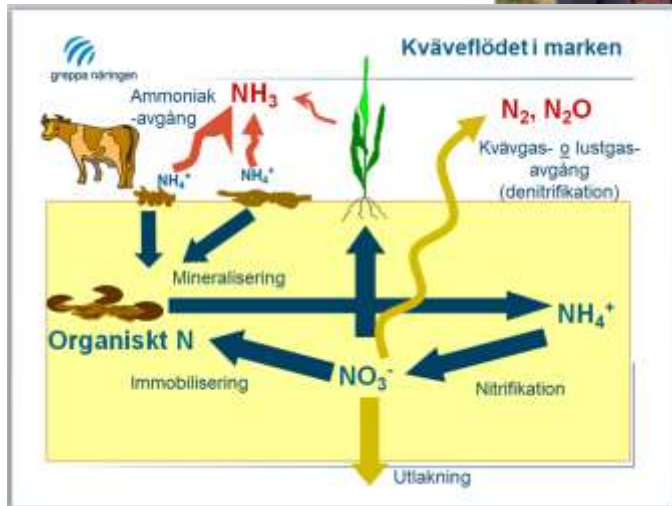 Kväveflödet i marken
greppa näringen
Ammoniak
-avgång
NH₃
N₂, N₂O
Kvävgas- o lustgas-
avgång
(denitrifikation)
NH₄⁺
NH₄⁺
Mineralisering
Organiskt N
NH₄⁺
Immobilisering
NO₃⁻
Nitrifikation
Utlakning